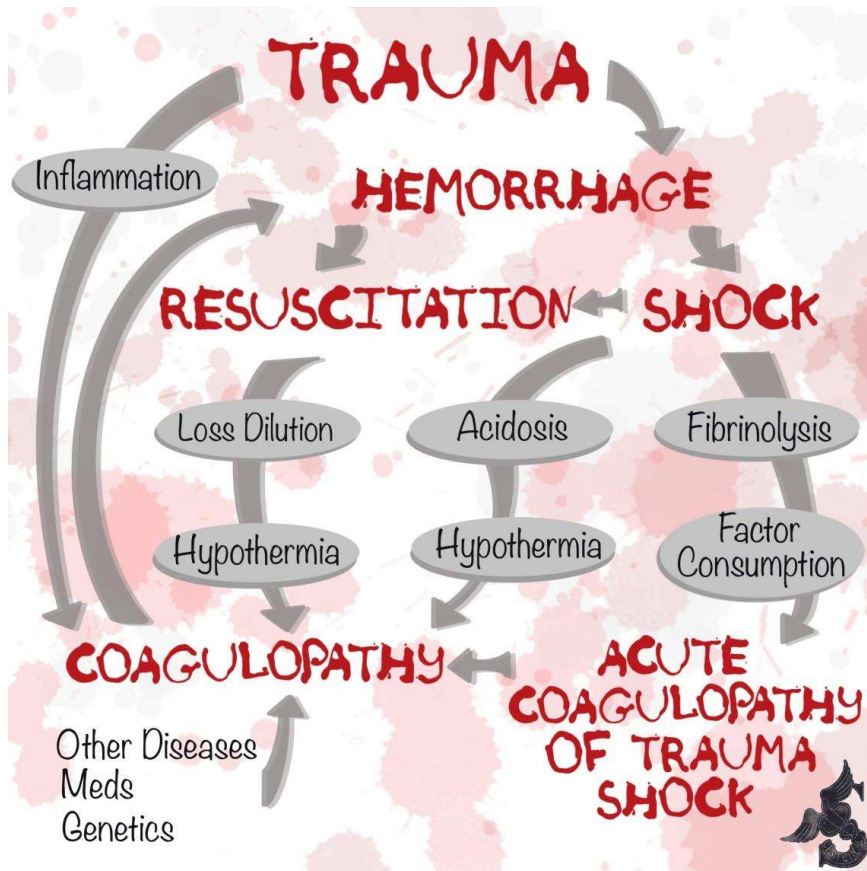 TRAUMA
Inflammation
HEMORRHAGE
RESUSCITATION
SHOCK
Loss Dilution
Acidosis
Fibrinolysis
Hypothermia
Hypothermia
Factor
Consumption
COAGULOPATHY
ACUTE
COAGULOPATHY
OF TRAUMA
SHOCK
Other Diseases
Meds
Genetics